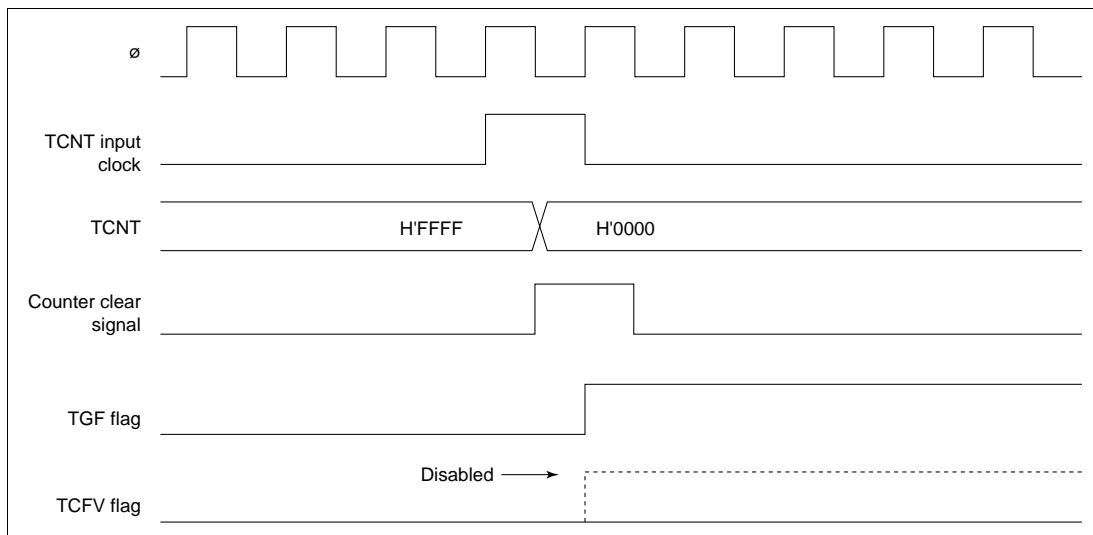 ø
TCNT input
clock
TCNT
H'FFFF
H'0000
Counter clear
signal
TGF flag
Disabled
TCFV flag